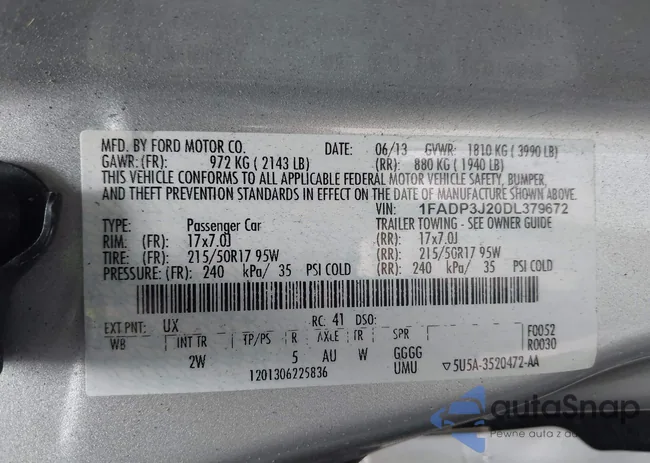 MFD. BY FORD MOTOR CO. DATE: 06/13 GVWR: 1810 KG ( 3990 LB)
GAWR: (FR): 972 KG ( 2143 LB) (RR): 880 KG ( 1940 LB)
THIS VEHICLE CONFORMS TO ALL APPLICABLE FEDERAL MOTOR VEHICLE SAFETY, BUMPER,
AND THEFT PREVENTION STANDARDS IN EFFECT ON THE DATE OF MANUFACTURE SHOWN ABOVE.
VIN: 1FADP3J20DL379672
TYPE: Passenger Car TRAILER TOWING - SEE OWNER GUIDE
RIM: (FR): 17x7.0J (RR): 17x7.0J
TIRE: (FR): 215/50R17 95W (RR): 215/50R17 95W
PRESSURE: (FR): 240 kPa/ 35 PSI COLD (RR): 240 kPa/ 35 PSI COLD
EXT PNT: UX RC: 41 DSO: F0052
WB INT TR TP/PS R AXLE TR SPR R0030
2W 5 AU W GGGG
UMU ▽5U5A-3520472-AA
1201306225836
autaSnap
Pewne auta z au